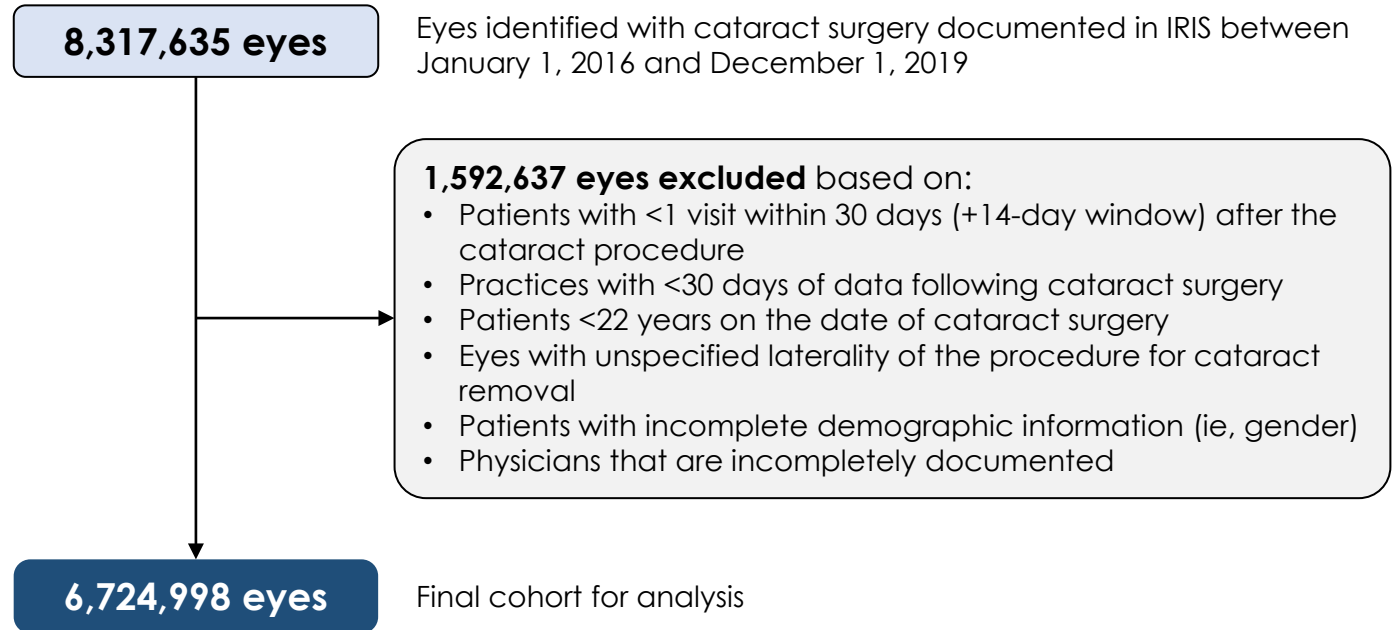 8,317,635 eyes
Eyes identified with cataract surgery documented in IRIS between
January 1, 2016 and December 1, 2019
1,592,637 eyes excluded based on:
• Patients with <1 visit within 30 days (+14-day window) after the
cataract procedure
• Practices with <30 days of data following cataract surgery
• Patients <22 years on the date of cataract surgery
• Eyes with unspecified laterality of the procedure for cataract
removal
• Patients with incomplete demographic information (ie, gender)
• Physicians that are incompletely documented
6,724,998 eyes
Final cohort for analysis